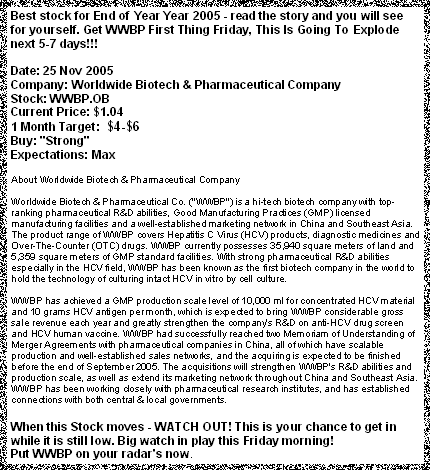 Best stock for End of Year Year 2005 - read the story and you will see
for yourself. Get WWBP First Thing Friday, This Is Going To Explode
next 5-7 days!!!
Date: 25 Nov 2005
Company: Worldwide Biotech & Pharmaceutical Company
Stock: WWBP.OB
Current Price: $1.04
1 Month Target: $4-$6
Buy: "Strong"
Expectations: Max
About Worldwide Biotech & Pharmaceutical Company
Worldwide Biotech & Pharmaceutical Co. ("WWBP") is a hi-tech biotech company with top-
ranking pharmaceutical R&D abilities, Good Manufacturing Practices (GMP) licensed
manufacturing facilities and a well-established marketing network in China and Southeast Asia.
The product range of WWBP covers Hepatitis C Virus (HCV) products, diagnostic medicines and
Over-The-Counter (OTC) drugs. WWBP currently possesses 35,940 square meters of land and
5,359 square meters of GMP standard facilities. With strong pharmaceutical R&D abilities
especially in the HCV field, WWBP has been known as the first biotech company in the world to
hold the technology of culturing intact HCV in vitro by cell culture.
WWBP has achieved a GMP production scale level of 10,000 ml for concentrated HCV material
and 10 grams HCV antigen per month, which is expected to bring WWBP considerable gross
sale revenue each year and greatly strengthen the company's R&D on anti-HCV drug screen
and HCV human vaccine. WWBP had successfully reached two Memoriam of Understanding of
Merger Agreements with pharmaceutical companies in China, all of which have scalable
production and well-established sales networks, and the acquiring is expected to be finished
before the end of September 2005. The acquisitions will strengthen WWBP's R&D abilities and
production scale, as well as extend its marketing network throughout China and Southeast Asia.
WWBP has been working closely with pharmaceutical research institutes, and has established
connections with both central & local governments.
When this Stock moves - WATCH OUT! This is your chance to get in
while it is still low. Big watch in play this Friday morning!
Put WWBP on your radar's now.